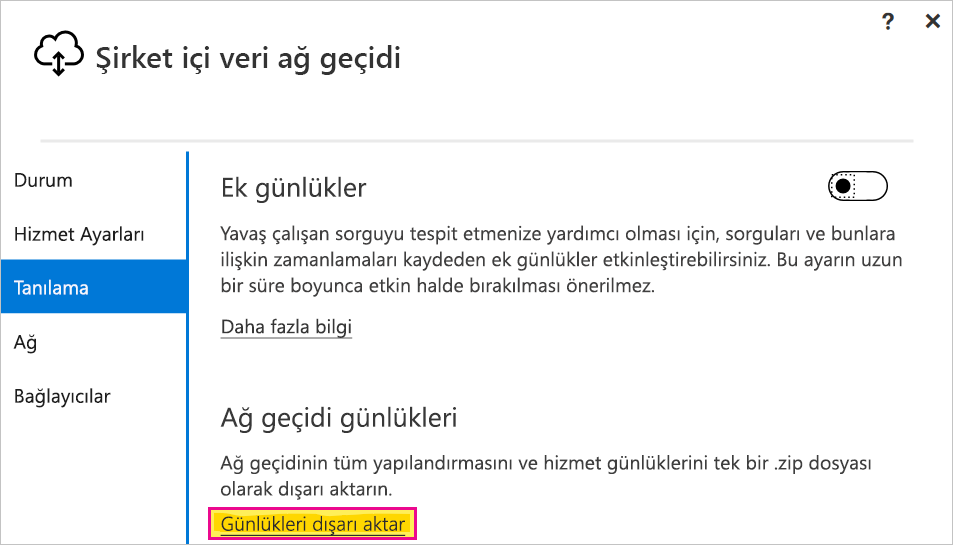 ?
Şirket içi veri ağ geçidi
Durum
Hizmet Ayarları
Tanılama
Ağ
Bağlayıcılar
Ek günlükler
Yavaş çalışan sorguyu tespit etmenize yardımcı olması için, sorguları ve bunlara
ilişkin zamanlamaları kaydeden ek günlükler etkinleştirebilirsiniz. Bu ayarın uzun
bir süre boyunca etkin halde bırakılması önerilmez.
Daha fazla bilgi
Ağ geçidi günlükleri
Ağ geçidinin tüm yapılandırmasını ve hizmet günlüklerini tek bir .zip dosyası
olarak dışarı aktarın.
Günlükleri dışarı aktar